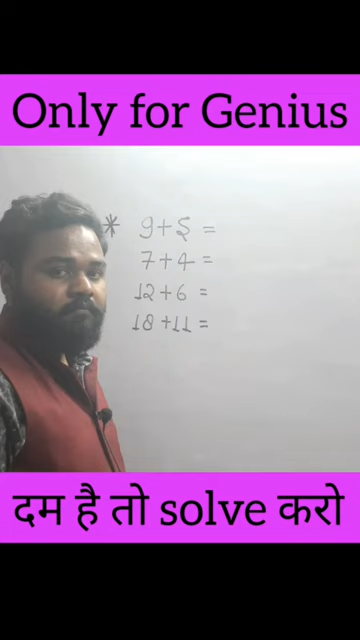 Only for Genius
* 9+5 =
7+4 =
12+6 =
18+11 =
दम है तो solve करो